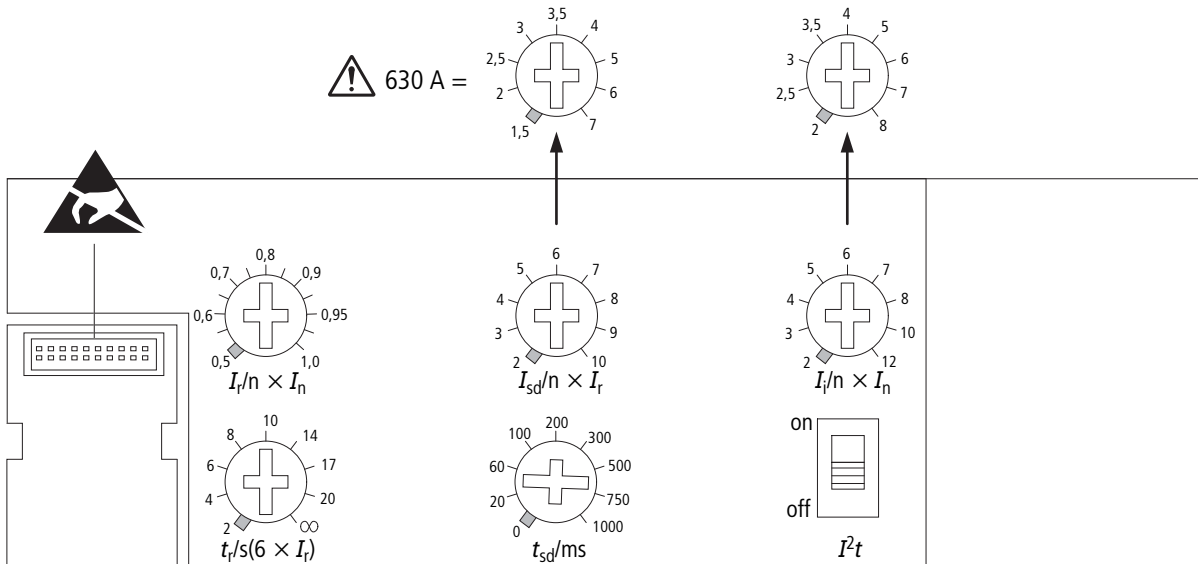 630 A =
1,5 2 2,5 3 3,5 4 5 6 7
2 2,5 3 3,5 4 5 6 7 8
0,5 0,6 0,7 0,8 0,9 0,95 1,0
Ir/n × In
2 3 4 5 6 7 8 9 10
Isd/n × Ir
2 3 4 5 6 7 8 10 12
Ii/n × In
2 4 6 8 10 14 17 20 ∞
tr/s(6 × Ir)
0 20 60 100 200 300 500 750 1000
tsd/ms
on
off
I²t